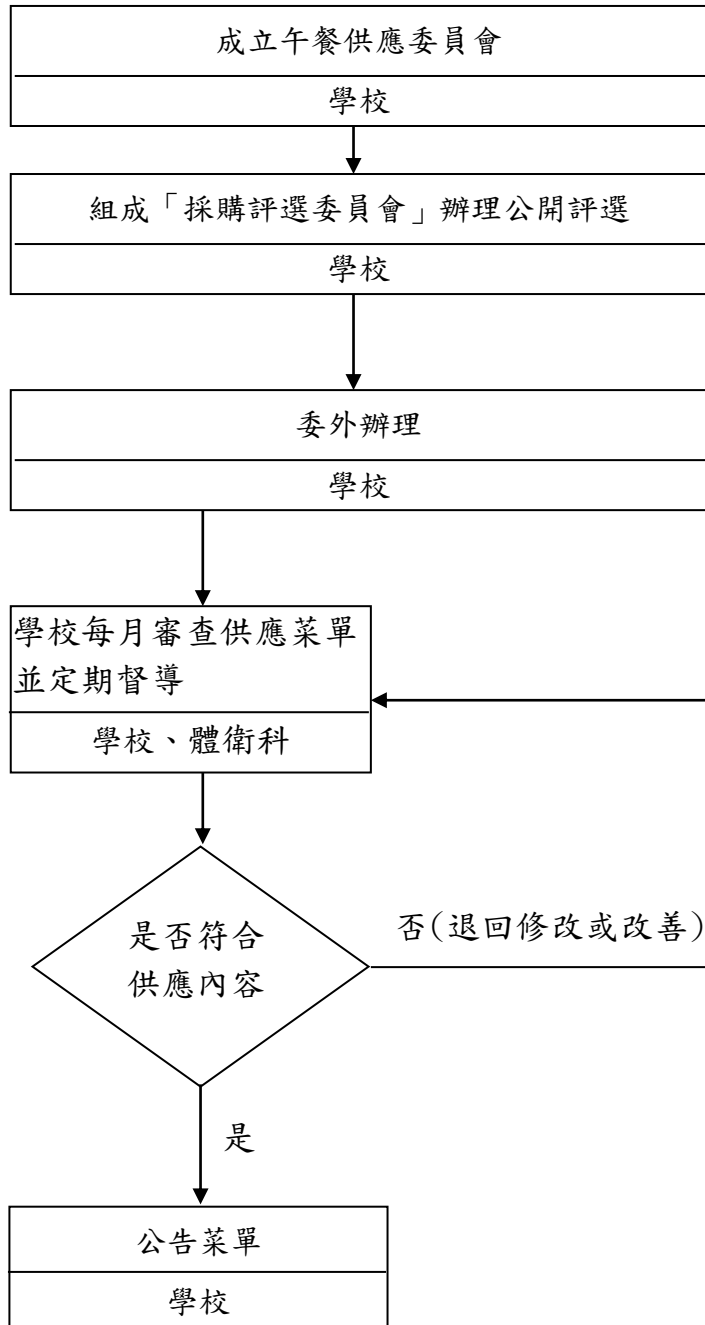 成立午餐供應委員會
學校
組成「採購評選委員會」辦理公開評選
學校
委外辦理
學校
學校每月審查供應菜單
並定期督導
學校、體衛科
是否符合
供應內容
否(退回修改或改善)
是
公告菜單
學校